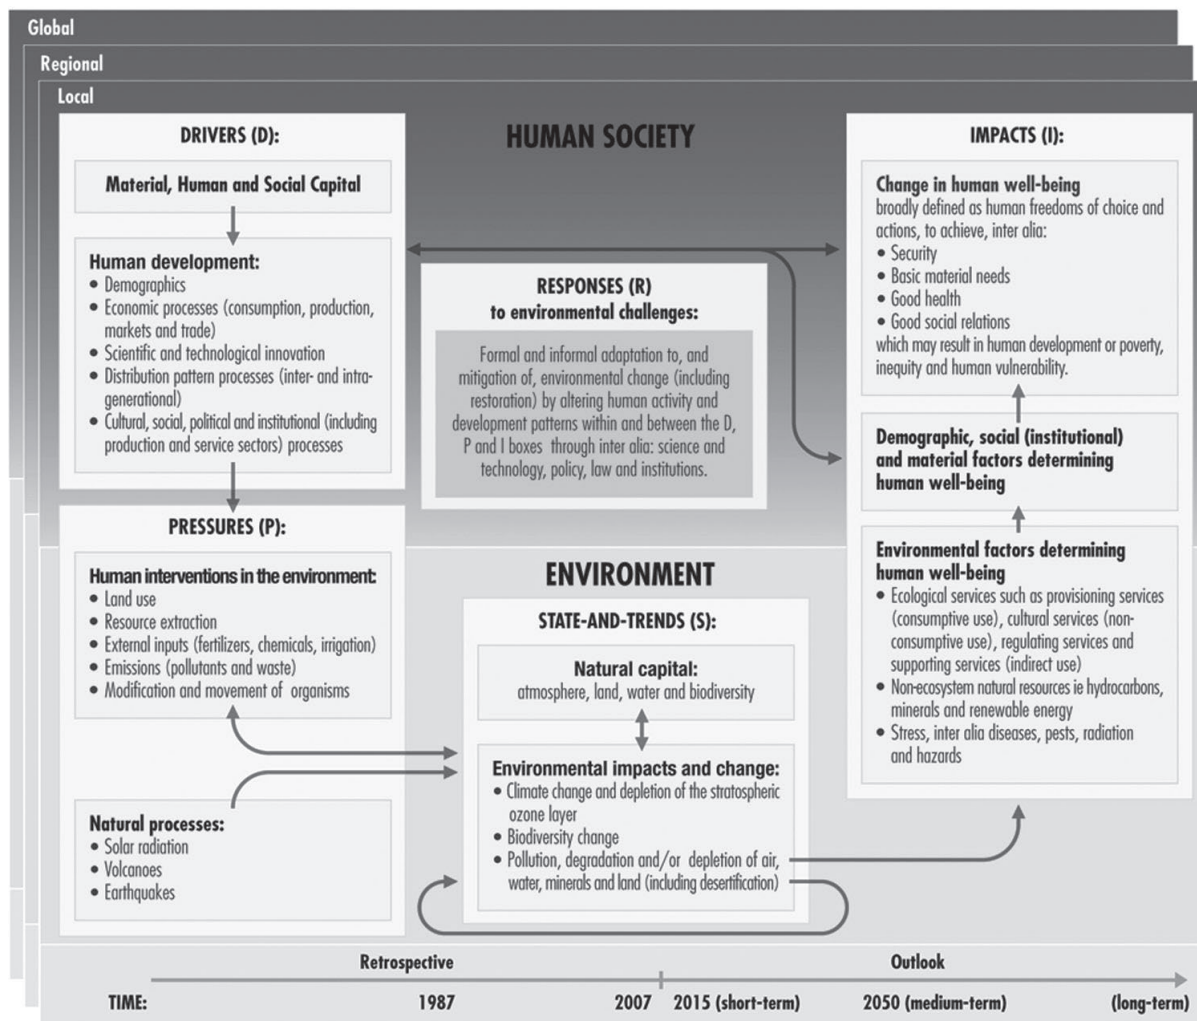 Global
Regional
Local
HUMAN SOCIETY
DRIVERS (D):
Material, Human and Social Capital
Human development:
• Demographics
• Economic processes (consumption, production,
markets and trade)
• Scientific and technological innovation
• Distribution pattern processes (inter- and intra-
generational)
• Cultural, social, political and institutional (including
production and service sectors) processes
PRESSURES (P):
Human interventions in the environment:
• Land use
• Resource extraction
• External inputs (fertilizers, chemicals, irrigation)
• Emissions (pollutants and waste)
• Modification and movement of organisms
Natural processes:
• Solar radiation
• Volcanoes
• Earthquakes
RESPONSES (R)
to environmental challenges:
Formal and informal adaptation to, and
mitigation of, environmental change (including
restoration) by altering human activity and
development patterns within and between the D,
P and I boxes through inter alia: science and
technology, policy, law and institutions.
ENVIRONMENT
STATE-AND-TRENDS (S):
Natural capital:
atmosphere, land, water and biodiversity
Environmental impacts and change:
• Climate change and depletion of the stratospheric
ozone layer
• Biodiversity change
• Pollution, degradation and/or depletion of air,
water, minerals and land (including desertification)
IMPACTS (I):
Change in human well-being
broadly defined as human freedoms of choice and
actions, to achieve, inter alia:
• Security
• Basic material needs
• Good health
• Good social relations
which may result in human development or poverty,
inequity and human vulnerability.
Demographic, social (institutional)
and material factors determining
human well-being
Environmental factors determining
human well-being
• Ecological services such as provisioning services
(consumptive use), cultural services (non-
consumptive use), regulating services and
supporting services (indirect use)
• Non-ecosystem natural resources ie hydrocarbons,
minerals and renewable energy
• Stress, inter alia diseases, pests, radiation
and hazards
Retrospective
Outlook
TIME:
1987
2007
2015 (short-term)
2050 (medium-term)
(long-term)